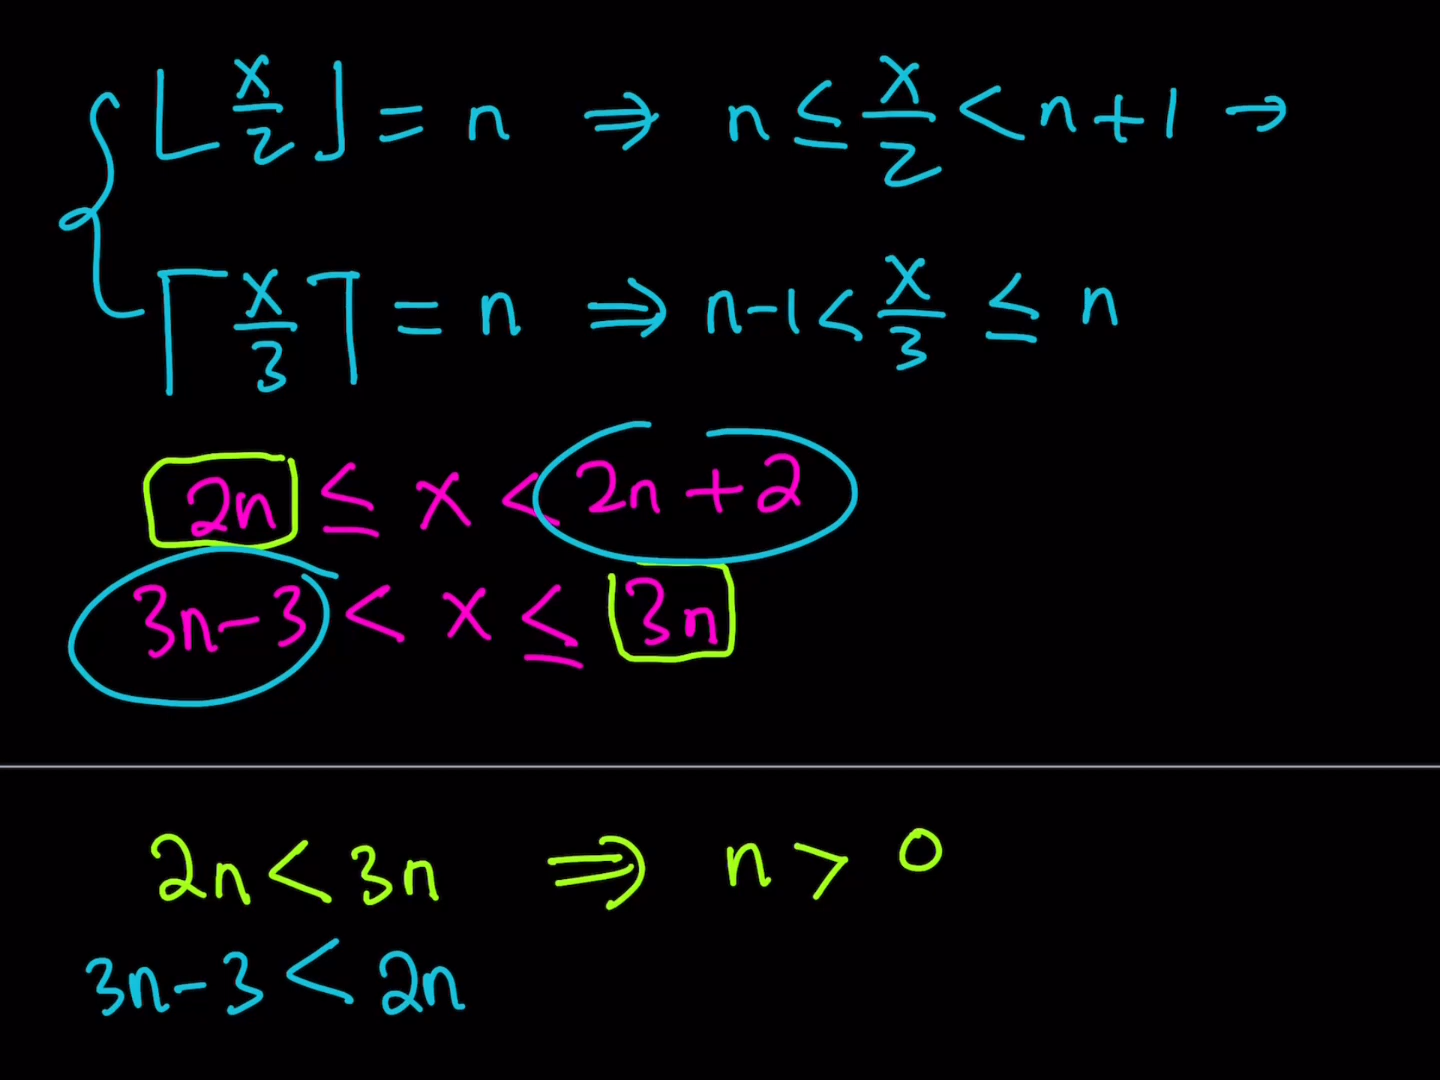 ⌊x/2⌋ = n ⇒ n ≤ x/2 < n+1 →
⌈x/3⌉ = n ⇒ n-1 < x/3 ≤ n
2n ≤ x < 2n+2
3n-3 < x ≤ 3n
2n < 3n ⇒ n > 0
3n-3 < 2n